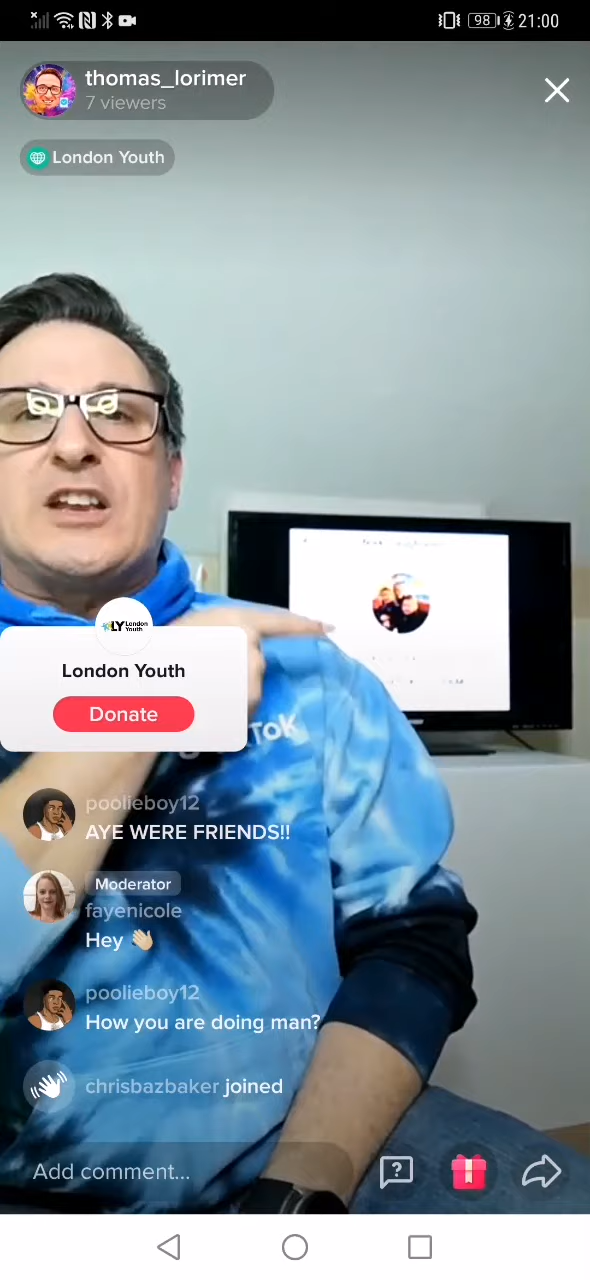 98
21:00
thomas_lorimer
7 viewers
London Youth
LY London
Youth
London Youth
Donate
ToK
poolieboy12
AYE WERE FRIENDS!!
Moderator
fayenicole
Hey
poolieboy12
How you are doing man?
chrisbazbaker joined
Add comment...